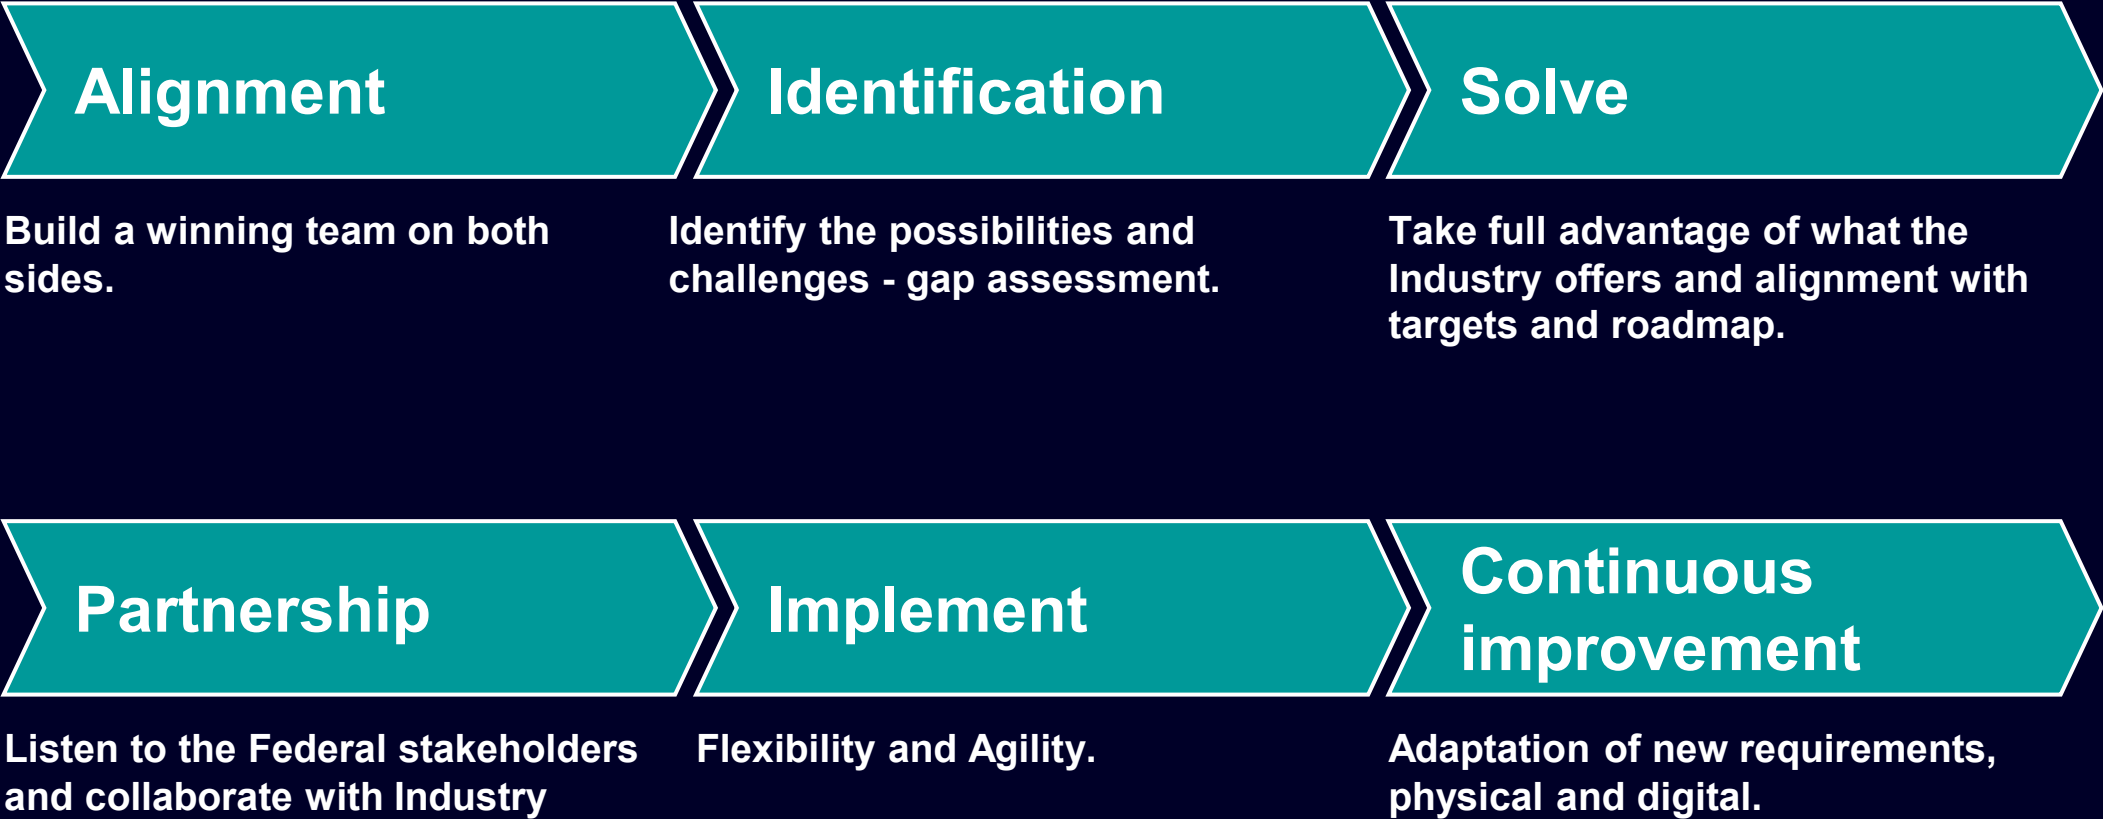 Alignment
Identification
Solve
Build a winning team on both
sides.
Identify the possibilities and
challenges - gap assessment.
Take full advantage of what the
Industry offers and alignment with
targets and roadmap.
Partnership
Implement
Continuous
improvement
Listen to the Federal stakeholders
and collaborate with Industry
Flexibility and Agility.
Adaptation of new requirements,
physical and digital.